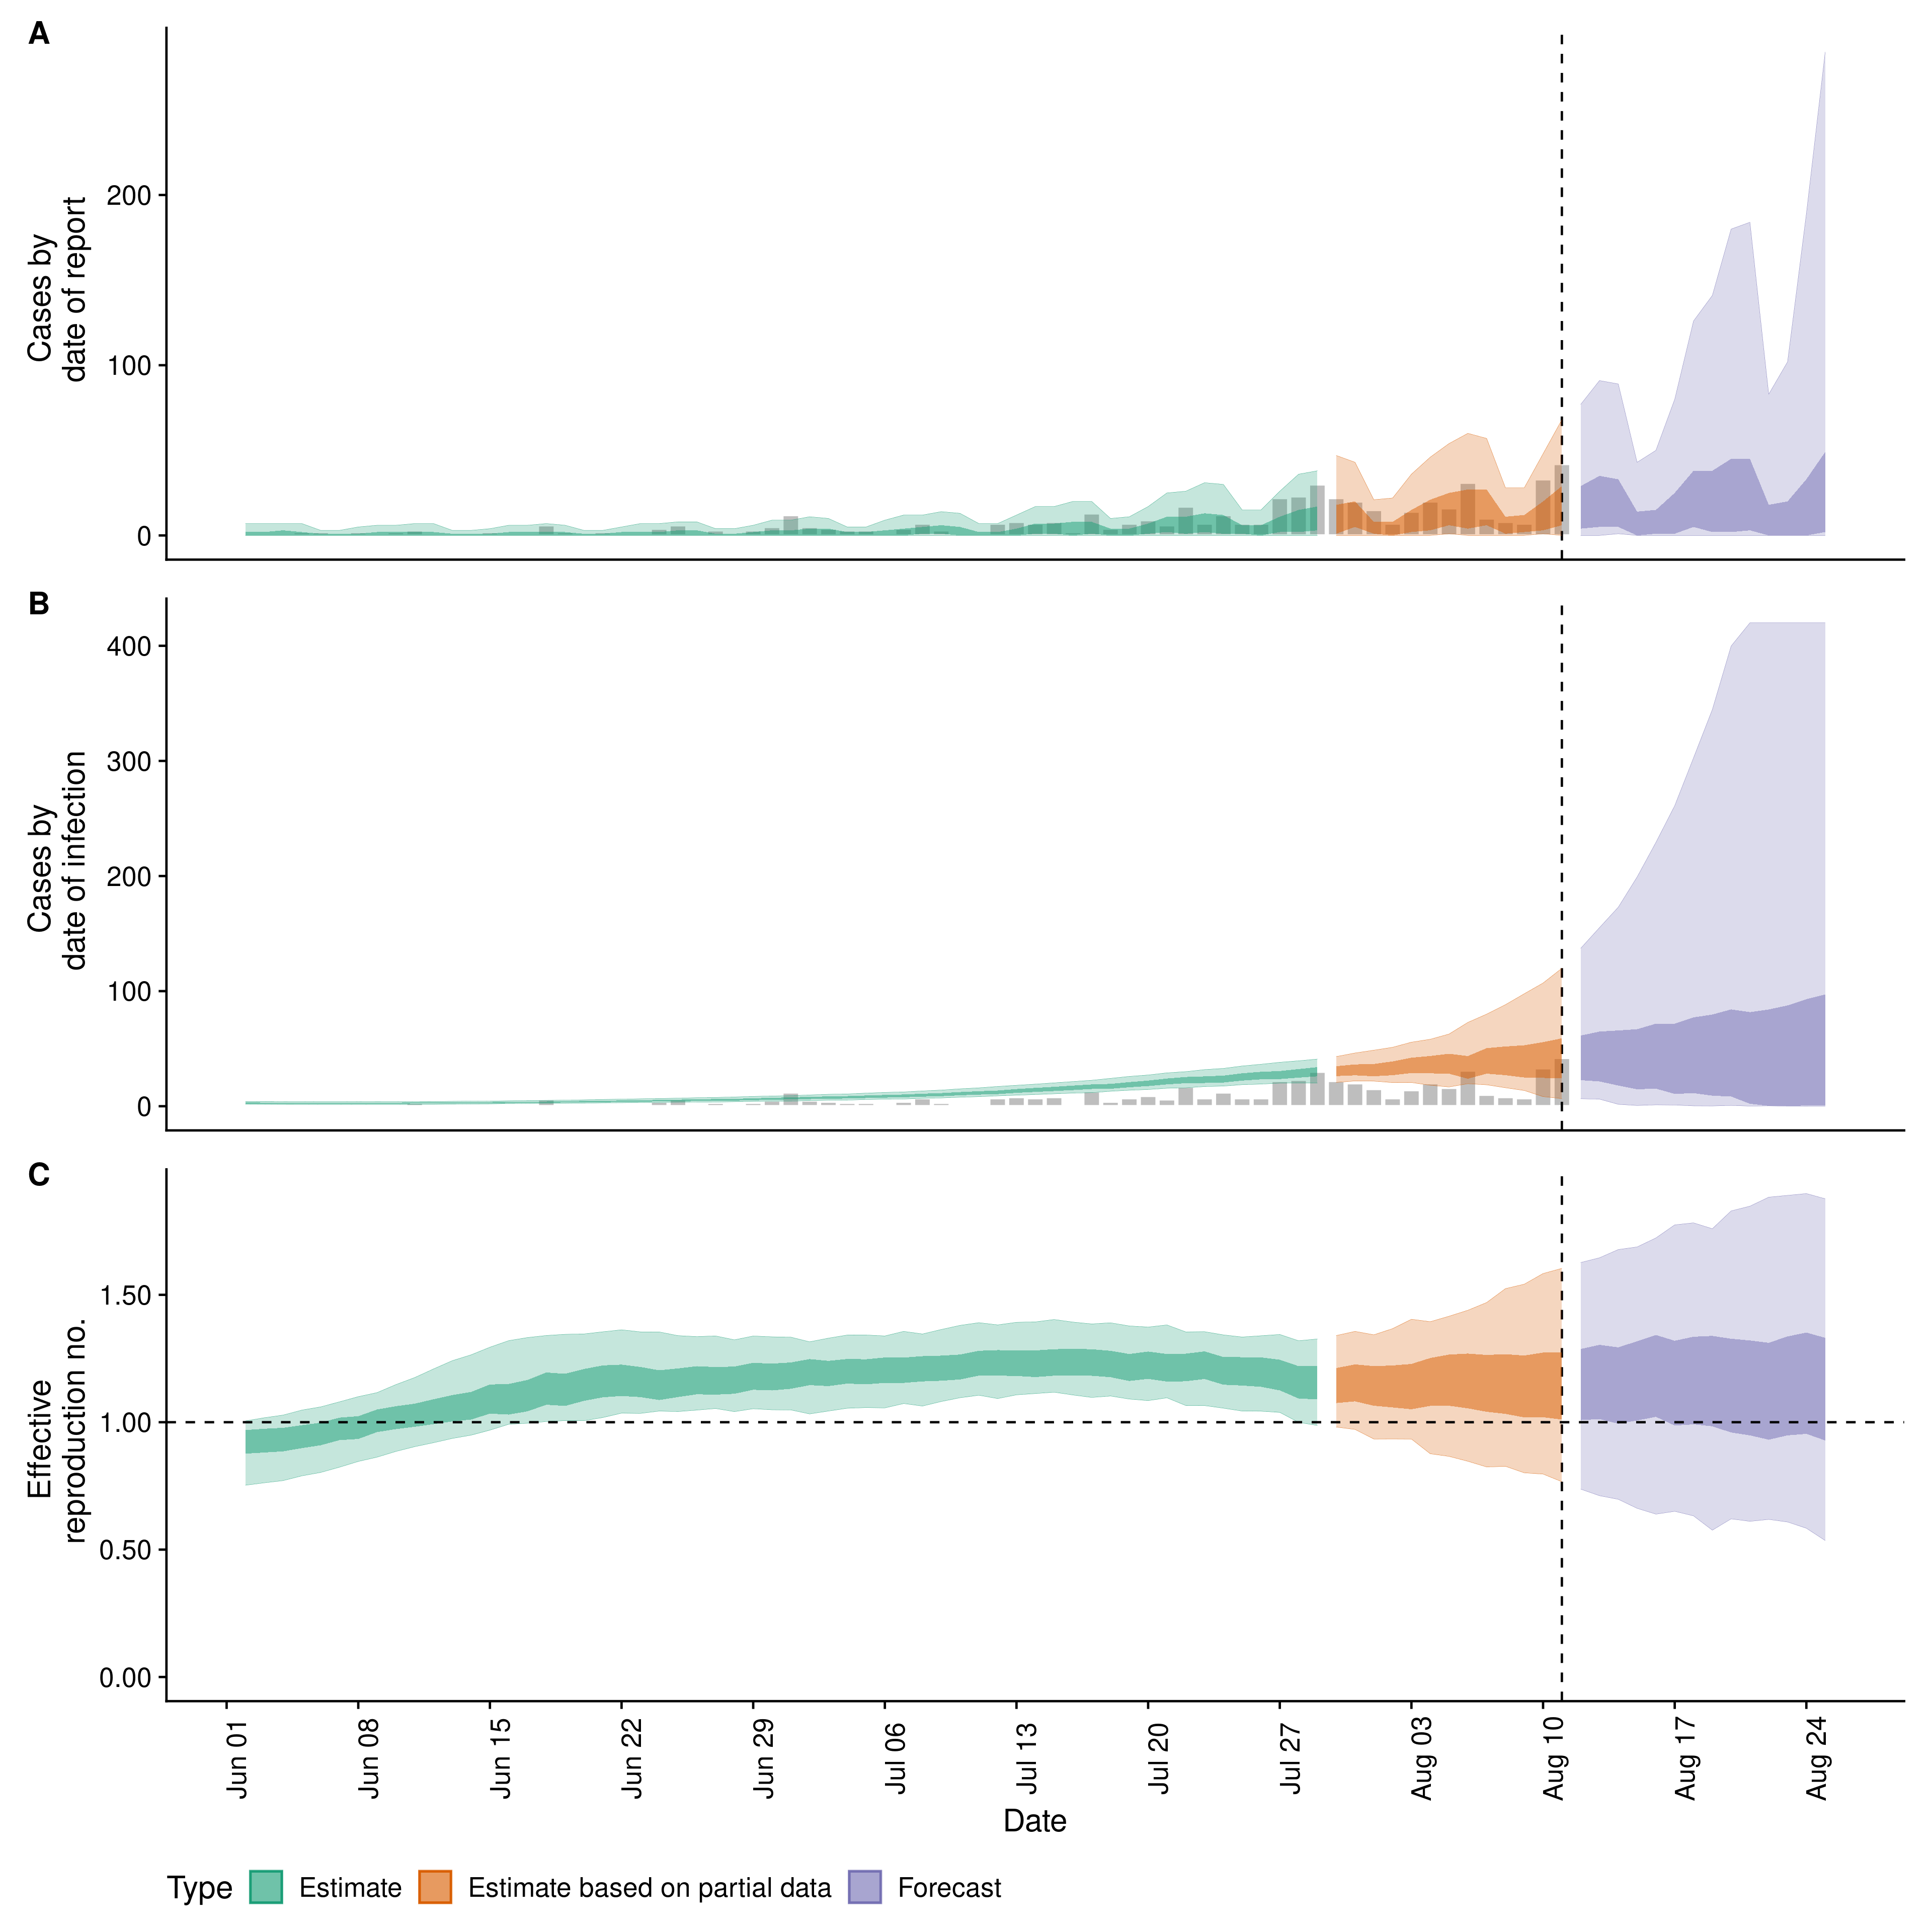 A
Cases by
date of report
200
100
0
B
Cases by
date of infection
400
300
200
100
0
C
Effective
reproduction no.
1.50
1.00
0.50
0.00
Jun 01
Jun 08
Jun 15
Jun 22
Jun 29
Jul 06
Jul 13
Jul 20
Jul 27
Aug 03
Aug 10
Aug 17
Aug 24
Date
Type Estimate Estimate based on partial data Forecast